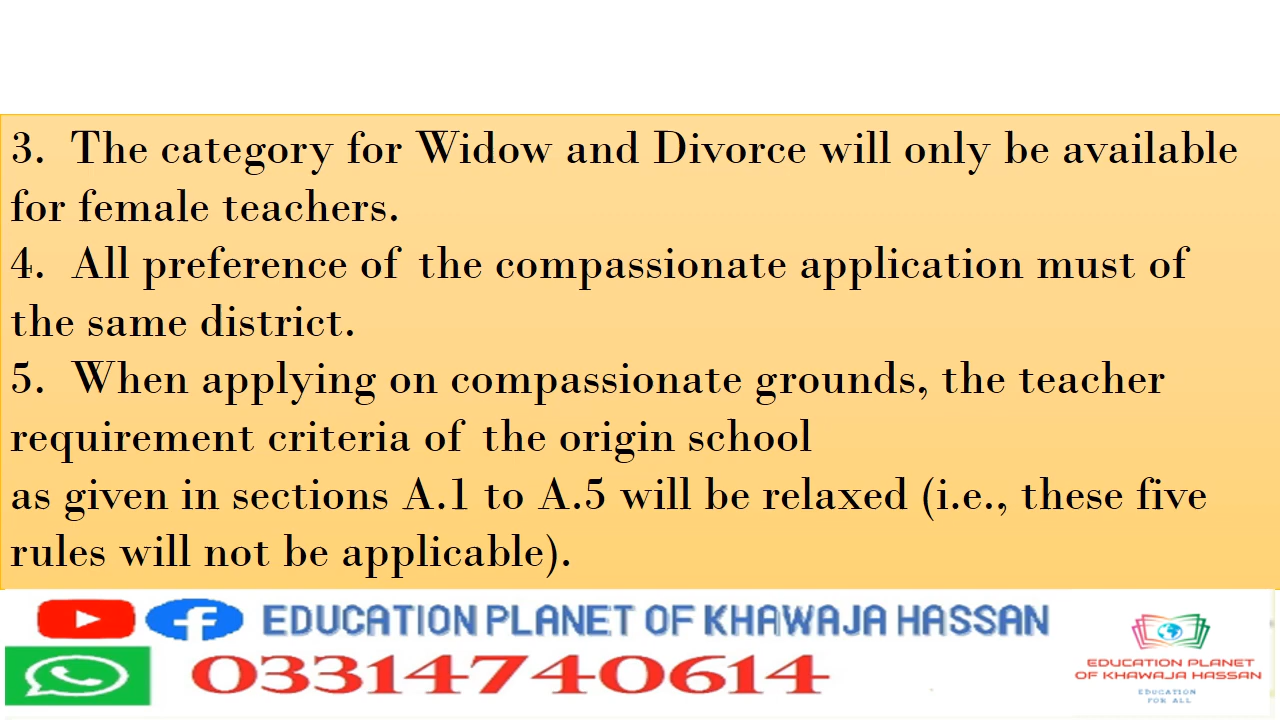 3. The category for Widow and Divorce will only be available
for female teachers.
4. All preference of the compassionate application must of
the same district.
5. When applying on compassionate grounds, the teacher
requirement criteria of the origin school
as given in sections A.1 to A.5 will be relaxed (i.e., these five
rules will not be applicable).
EDUCATION PLANET OF KHAWAJA HASSAN
03314740614
EDUCATION PLANET
OF KHAWAJA HASSAN
EDUCATION
FOR ALL